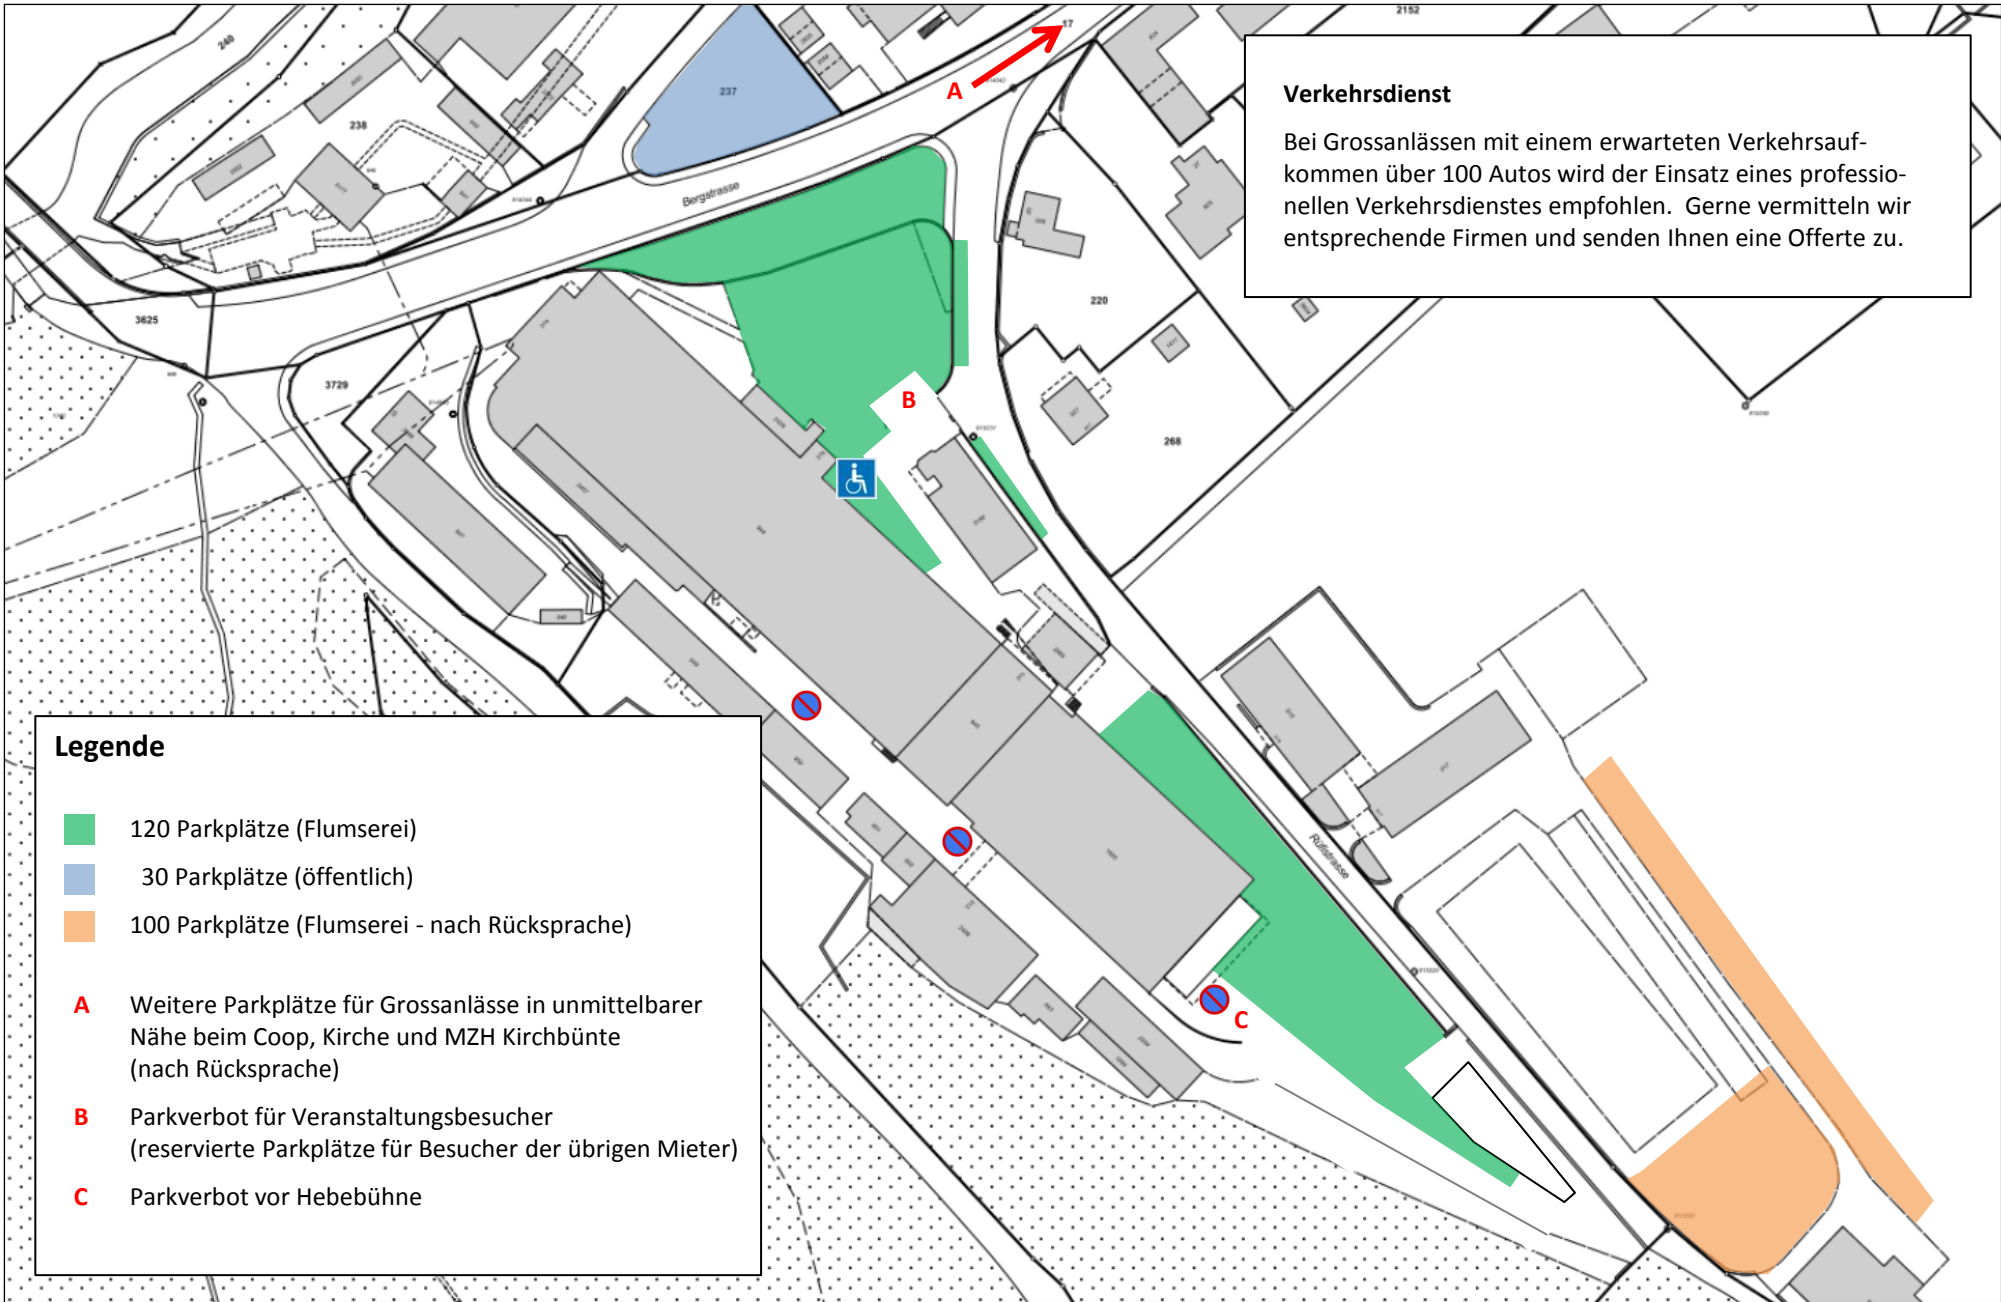 240
237
17
2152
A
238
Bergstrasse
Verkehrsdienst
Bei Grossanlässen mit einem erwarteten Verkehrsauf-
kommen über 100 Autos wird der Einsatz eines professio-
nellen Verkehrsdienstes empfohlen. Gerne vermitteln wir
entsprechende Firmen und senden Ihnen eine Offerte zu.
3625
220
3729
B
268
Rüfistrasse
C
Legende
120 Parkplätze (Flumserei)
30 Parkplätze (öffentlich)
100 Parkplätze (Flumserei - nach Rücksprache)
A Weitere Parkplätze für Grossanlässe in unmittelbarer
Nähe beim Coop, Kirche und MZH Kirchbünte
(nach Rücksprache)
B Parkverbot für Veranstaltungsbesucher
(reservierte Parkplätze für Besucher der übrigen Mieter)
C Parkverbot vor Hebebühne